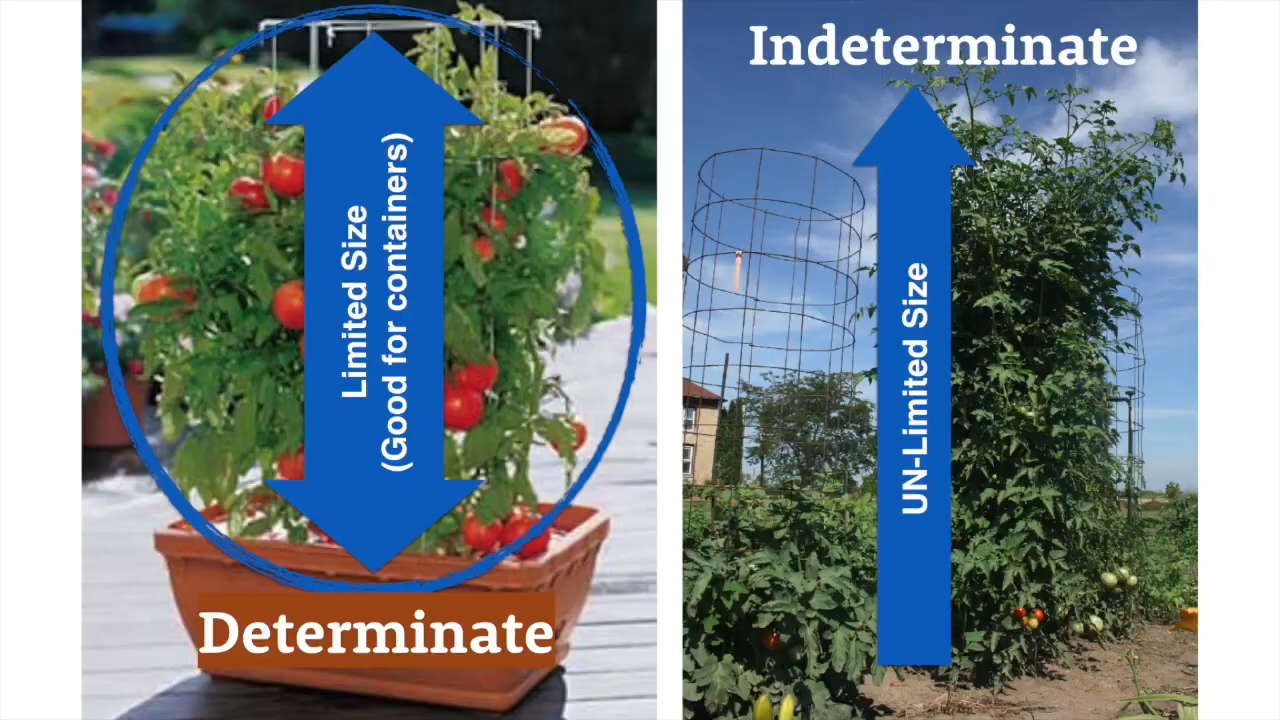 Limited Size
(Good for containers)
Determinate
Indeterminate
UN-Limited Size